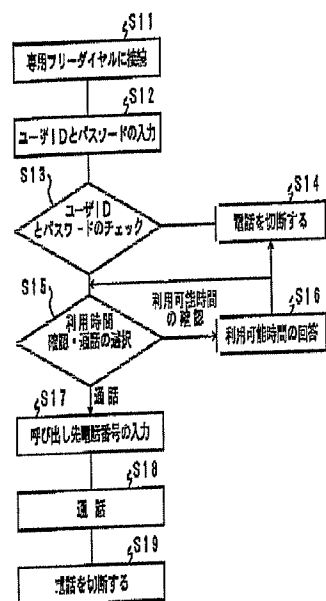 S11
専用フリーダイヤルに接続
S12
ユーザIDとパスワードの入力
S13
ユーザID
とパスワードのチェック
S14
電話を切断する
S15
利用時間
確認・通話の選択
利用可能時間
の確認
S16
利用可能時間の回答
通話
S17
呼び出し先電話番号の入力
S18
通話
S19
電話を切断する